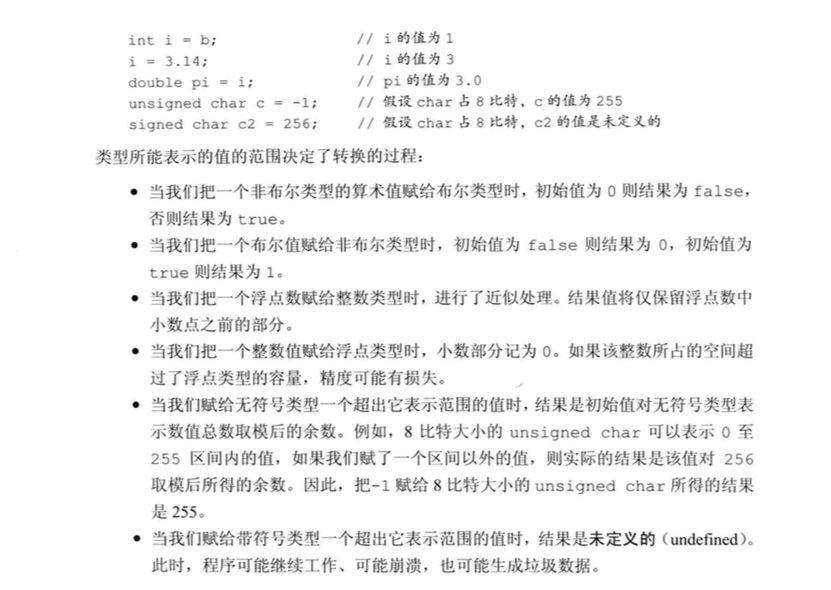 int i = b; // i 的值为 1
i = 3.14; // i 的值为 3
double pi = i; // pi 的值为 3.0
unsigned char c = -1; // 假设 char 占 8 比特，c 的值为 255
signed char c2 = 256; // 假设 char 占 8 比特，c2 的值是未定义的
类型所能表示的值的范围决定了转换的过程：
● 当我们把一个非布尔类型的算术值赋给布尔类型时，初始值为 0 则结果为 false，
否则结果为 true。
● 当我们把一个布尔值赋给非布尔类型时，初始值为 false 则结果为 0，初始值为
true 则结果为 1。
● 当我们把一个浮点数赋给整数类型时，进行了近似处理。结果值将仅保留浮点数中
小数点之前的部分。
● 当我们把一个整数值赋给浮点类型时，小数部分记为 0。如果该整数所占的空间超
过了浮点类型的容量，精度可能有损失。
● 当我们赋给无符号类型一个超出它表示范围的值时，结果是初始值对无符号类型表
示数值总数取模后的余数。例如，8 比特大小的 unsigned char 可以表示 0 至
255 区间内的值，如果我们赋了一个区间以外的值，则实际的结果是该值对 256
取模后所得的余数。因此，把-1 赋给 8 比特大小的 unsigned char 所得的结果
是 255。
● 当我们赋给带符号类型一个超出它表示范围的值时，结果是未定义的（undefined）。
此时，程序可能继续工作、可能崩溃，也可能生成垃圾数据。